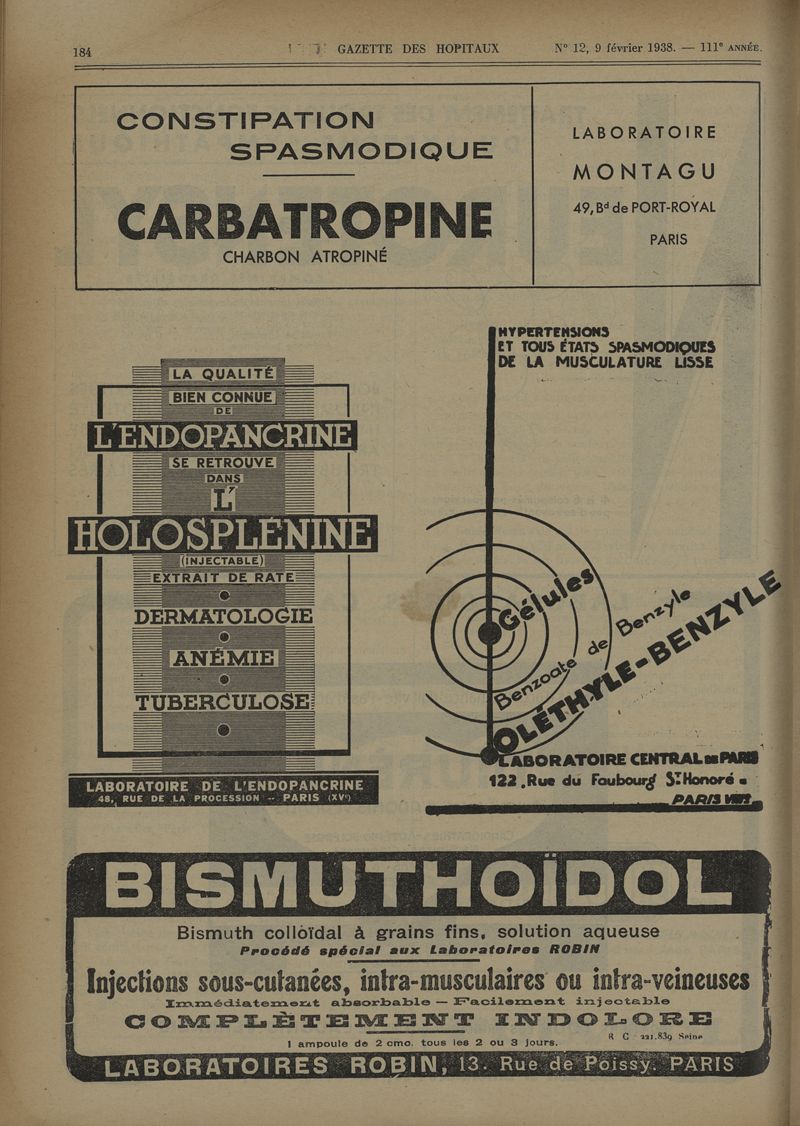 184
GAZETTE DES HOPITAUX
N° 12, 9 février 1938. — 111e ANNÉE.
CONSTIPATION
SPASMODIQUE
CARBATROPINE
CHARBON ATROPINÉ
LABORATOIRE
MONTAGU
49, Bd de PORT-ROYAL
PARIS
LA QUALITÉ
BIEN CONNUE
DE
L'ENDOPANCRINE
SE RETROUVE
DANS
L'
HOLOSPLÉNINE
(INJECTABLE)
EXTRAIT DE RATE
DERMATOLOGIE
ANÉMIE
TUBERCULOSE
LABORATOIRE DE L'ENDOPANCRINE
48, RUE DE LA PROCESSION -- PARIS (XVe)
HYPERTENSIONS
ET TOUS ÉTATS SPASMODIQUES
DE LA MUSCULATURE LISSE
Gélules
Benzoate de Benzyle
OLÉTHYLE-BENZYLE
LABORATOIRE CENTRAL DE PARIS
122, Rue du Faubourg St Honoré
PARIS VIIIe
BISMUTHOÏDOL
Bismuth colloïdal à grains fins, solution aqueuse
Procédé spécial aux Laboratoires ROBIN
Injections sous-cutanées, intra-musculaires ou intra-veineuses
Immédiatement absorbable — Facilement injectable
COMPLÈTEMENT INDOLORE
1 ampoule de 2 cmc. tous les 2 ou 3 jours.
R C 221.839 Seine
LABORATOIRES ROBIN, 13. Rue de Poissy. PARIS